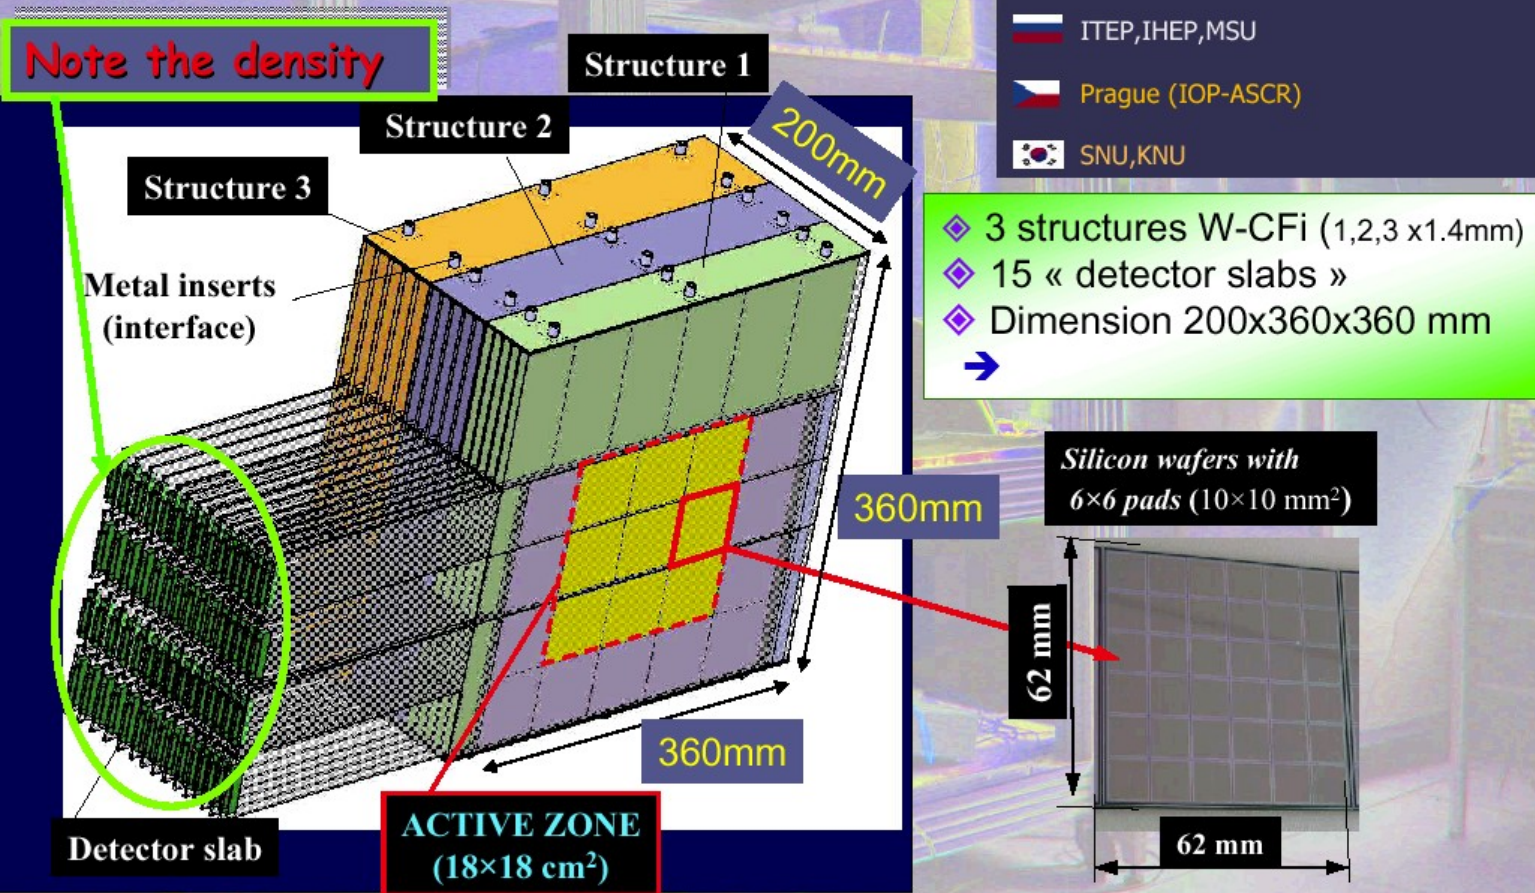 Note the density
Structure 1
Structure 2
Structure 3
200mm
Metal inserts
(interface)
360mm
360mm
Detector slab
ACTIVE ZONE
(18×18 cm²)
ITEP,IHEP,MSU
Prague (IOP-ASCR)
SNU,KNU
3 structures W-CFi (1,2,3 x1.4mm)
15 « detector slabs »
Dimension 200x360x360 mm
Silicon wafers with
6×6 pads (10×10 mm²)
62 mm
62 mm